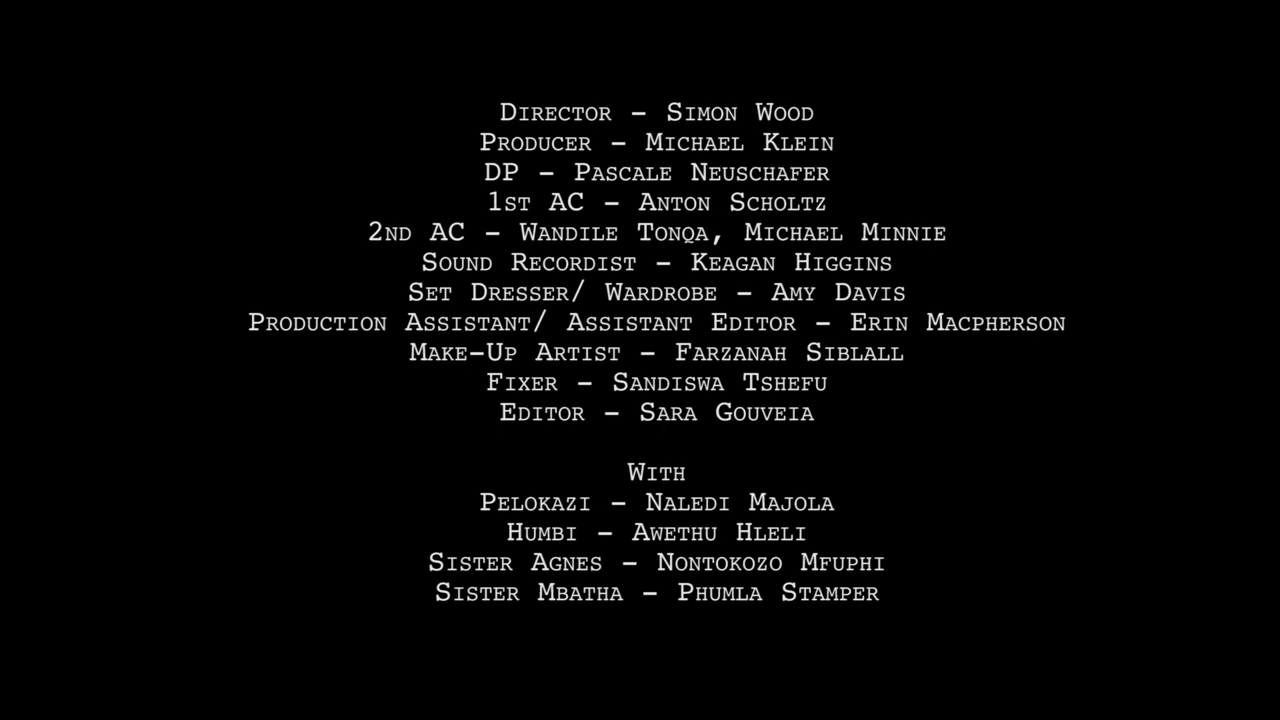 Director - Simon Wood
Producer - Michael Klein
DP - Pascale Neuschafer
1st AC - Anton Scholtz
2nd AC - Wandile Tonqa, Michael Minnie
Sound Recordist - Keagan Higgins
Set Dresser/ Wardrobe - Amy Davis
Production Assistant/ Assistant Editor - Erin Macpherson
Make-Up Artist - Farzanah Siblall
Fixer - Sandiswa Tshefu
Editor - Sara Gouveia
With
Pelokazi - Naledi Majola
Humbi - Awethu Hleli
Sister Agnes - Nontokozo Mfuphi
Sister Mbatha - Phumla Stamper